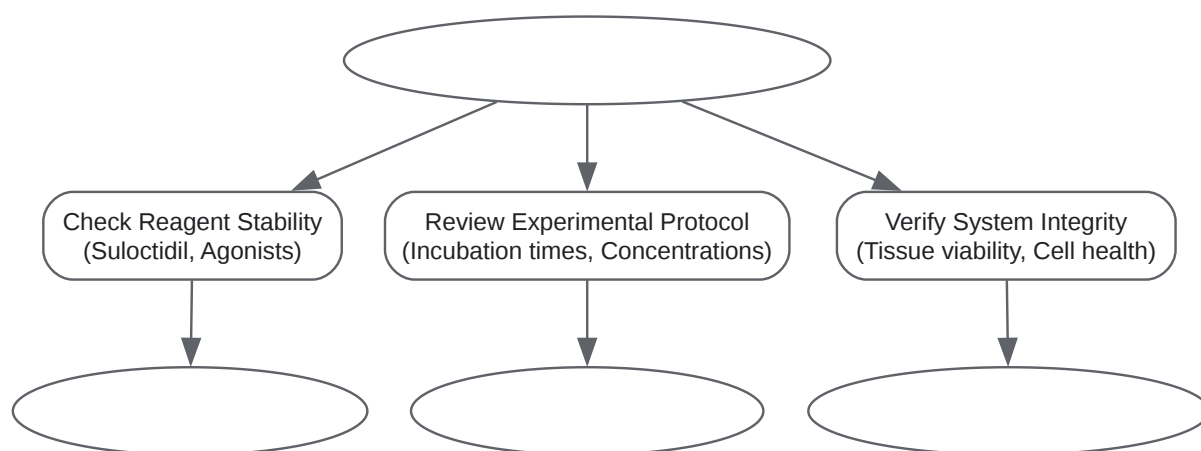 Check Reagent Stability
(Suloctidil, Agonists)
Review Experimental Protocol
(Incubation times, Concentrations)
Verify System Integrity
(Tissue viability, Cell health)